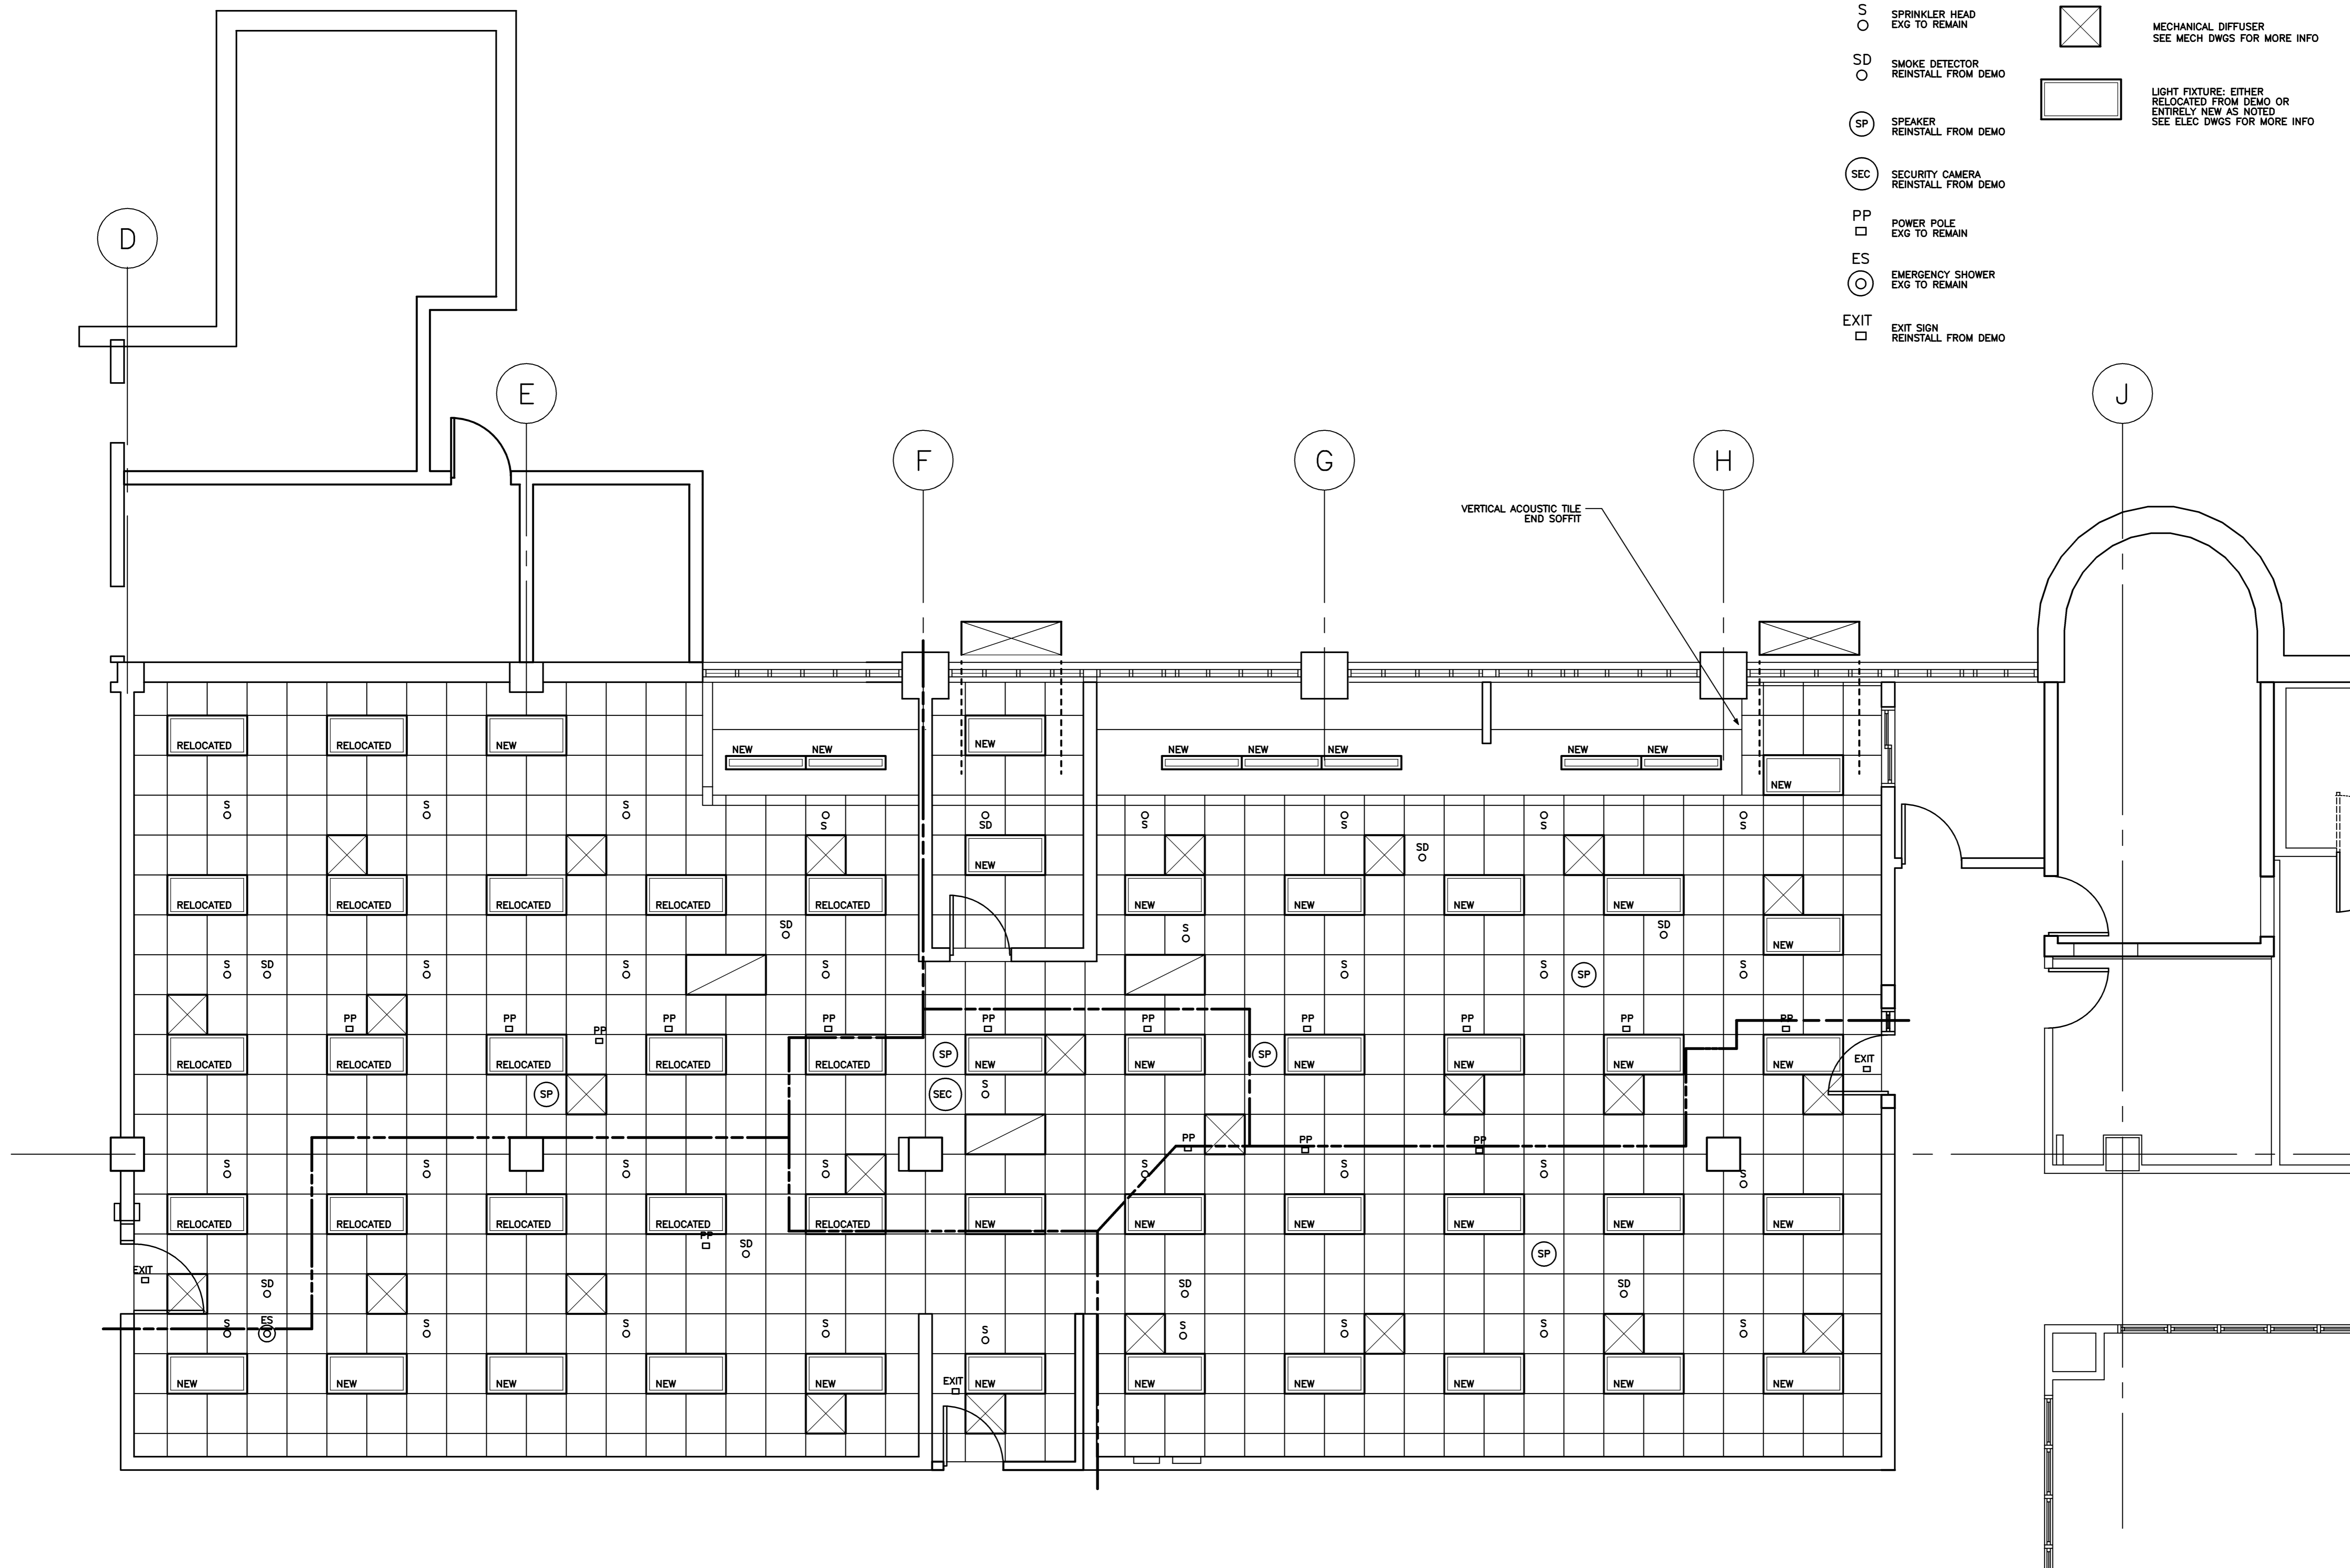 S
SPRINKLER HEAD
EXG TO REMAIN
MECHANICAL DIFFUSER
SEE MECH DWGS FOR MORE INFO
SD
SMOKE DETECTOR
REINSTALL FROM DEMO
LIGHT FIXTURE: EITHER
RELOCATED FROM DEMO OR
ENTIRELY NEW AS NOTED
SEE ELEC DWGS FOR MORE INFO
SP
SPEAKER
REINSTALL FROM DEMO
SEC
SECURITY CAMERA
REINSTALL FROM DEMO
PP
POWER POLE
EXG TO REMAIN
ES
EMERGENCY SHOWER
EXG TO REMAIN
EXIT
EXIT SIGN
REINSTALL FROM DEMO
D
E
J
F
G
H
VERTICAL ACOUSTIC TILE
END SOFFIT
RELOCATED RELOCATED NEW NEW
NEW NEW NEW NEW NEW NEW NEW
NEW
S S S S SD S S S S
SD
NEW
RELOCATED RELOCATED RELOCATED RELOCATED RELOCATED NEW NEW NEW NEW
SD S SD
NEW
S SD S S S S S SP S
PP PP PP PP PP PP PP PP PP PP
PP
SP SP
RELOCATED RELOCATED RELOCATED RELOCATED RELOCATED NEW NEW NEW NEW NEW NEW
EXIT
SP SEC S
PP PP PP
S S S S S S S S
RELOCATED RELOCATED RELOCATED RELOCATED RELOCATED NEW NEW NEW NEW NEW NEW
PP SD SP
EXIT
SD SD SD
S ES S S S S S S S S
NEW NEW NEW NEW NEW EXIT NEW NEW NEW NEW NEW NEW